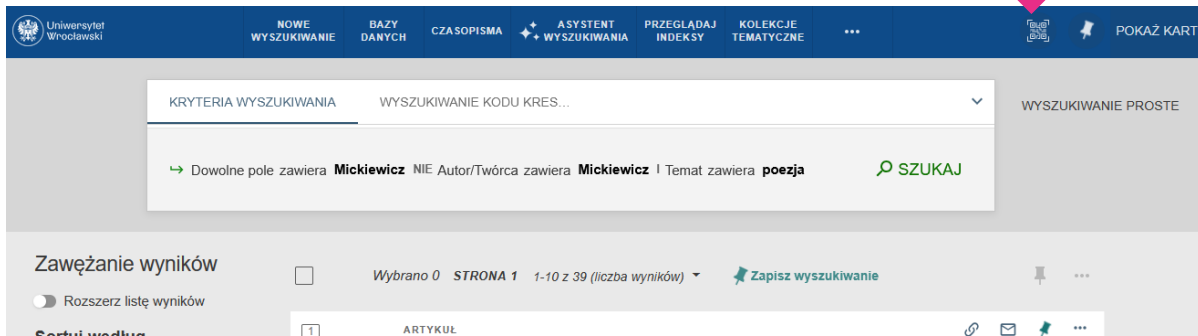 Uniwersytet
Wrocławski
NOWE
WYSZUKIWANIE
BAZY
DANYCH
CZASOPISMA
ASYSTENT
WYSZUKIWANIA
PRZEGLĄDAJ
INDEKSY
KOLEKCJE
TEMATYCZNE
POKAŻ KART
KRYTERIA WYSZUKIWANIA
WYSZUKIWANIE KODU KRES...
WYSZUKIWANIE PROSTE
Dowolne pole zawiera Mickiewicz NIE Autor/Twórca zawiera Mickiewicz I Temat zawiera poezja
SZUKAJ
Zawężanie wyników
Wybrano 0 STRONA 1 1-10 z 39 (liczba wyników)
Zapisz wyszukiwanie
Rozszerz listę wyników
Sortuj według
1
ARTYKUŁ